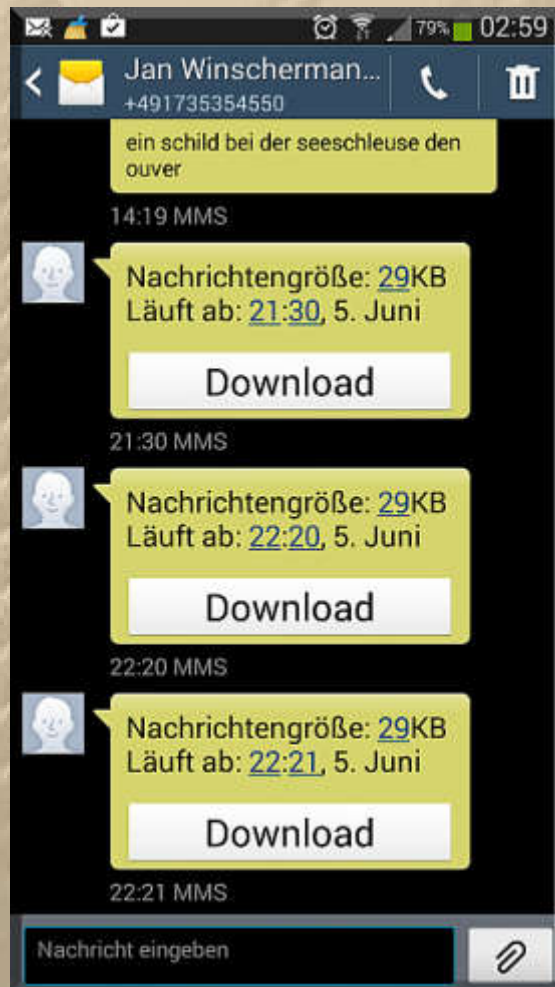 79% 02:59
Jan Winscherman...
+491735354550
ein schild bei der seeschleuse den
ouver
14:19 MMS
Nachrichtengröße: 29KB
Läuft ab: 21:30, 5. Juni
Download
21:30 MMS
Nachrichtengröße: 29KB
Läuft ab: 22:20, 5. Juni
Download
22:20 MMS
Nachrichtengröße: 29KB
Läuft ab: 22:21, 5. Juni
Download
22:21 MMS
Nachricht eingeben